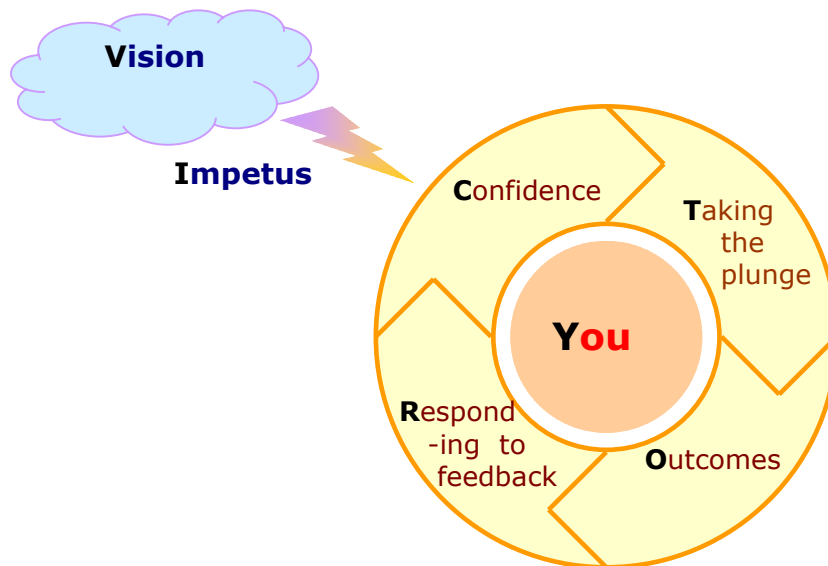 Vision
Impetus
Confidence
Taking
the
plunge
Outcomes
Respond
-ing to
feedback
You